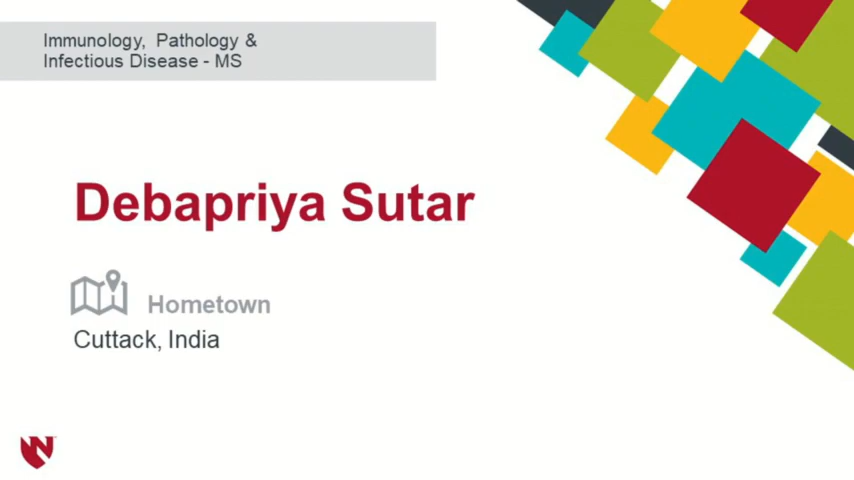 Immunology, Pathology &
Infectious Disease - MS
Debapriya Sutar
Hometown
Cuttack, India